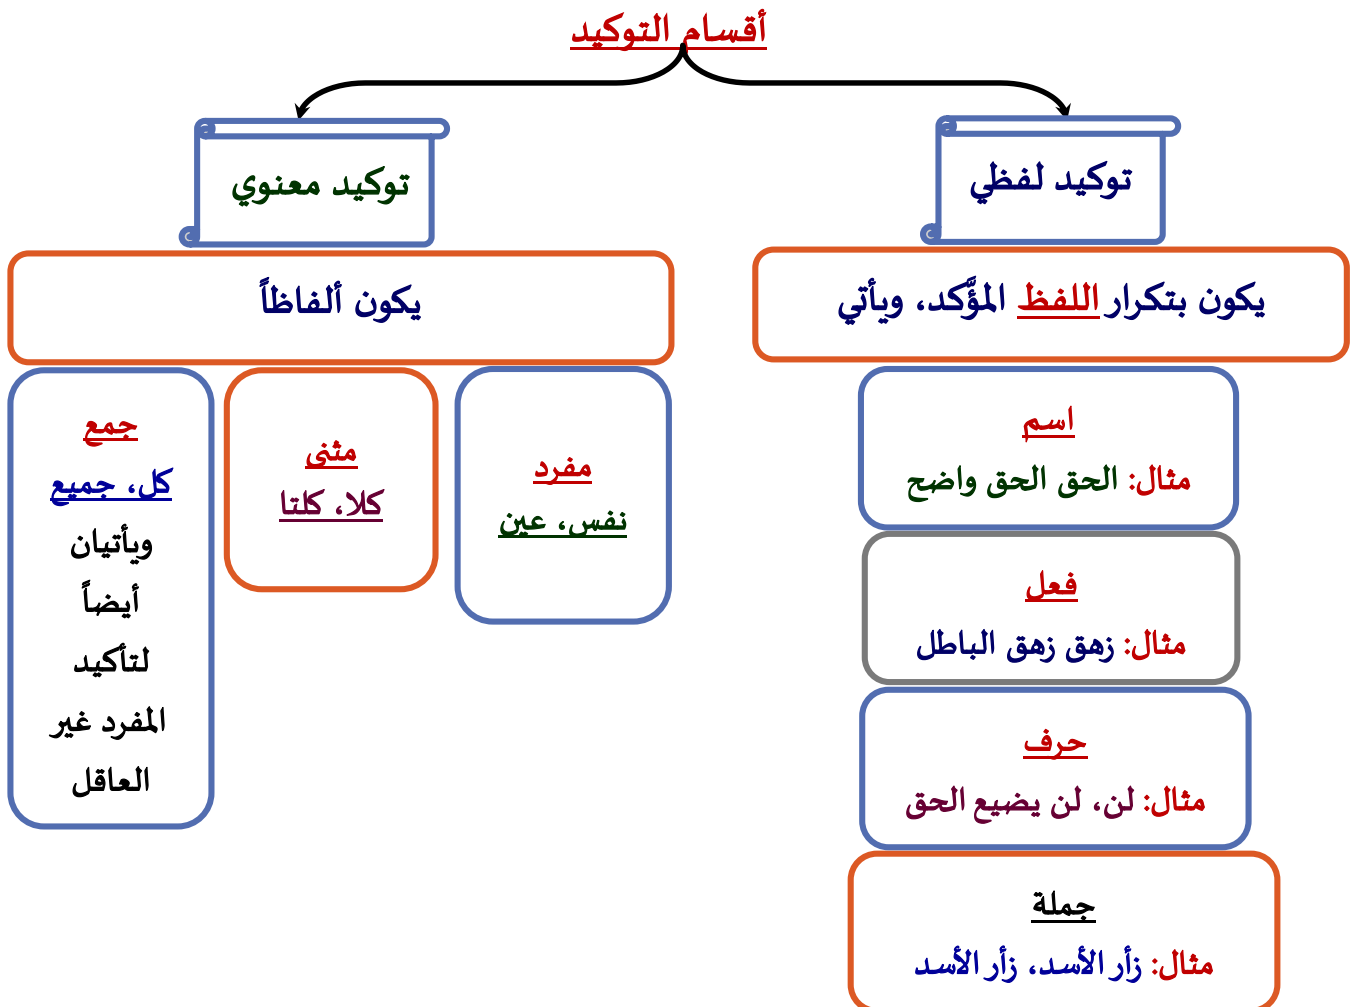 أقسام التوكيد
توكيد لفظي
يكون بتكرار اللفظ المؤَّكد، ويأتي
اسم
مثال: الحق الحق واضح
فعل
مثال: زهق زهق الباطل
حرف
مثال: لن، لن يضيع الحق
جملة
مثال: زأر الأسد، زأر الأسد
توكيد معنوي
يكون ألفاظاً
مفرد
نفس، عين
مثنى
كلا، كلتا
جمع
كل، جميع
ويأتيان
أيضاً
لتأكيد
المفرد غير
العاقل